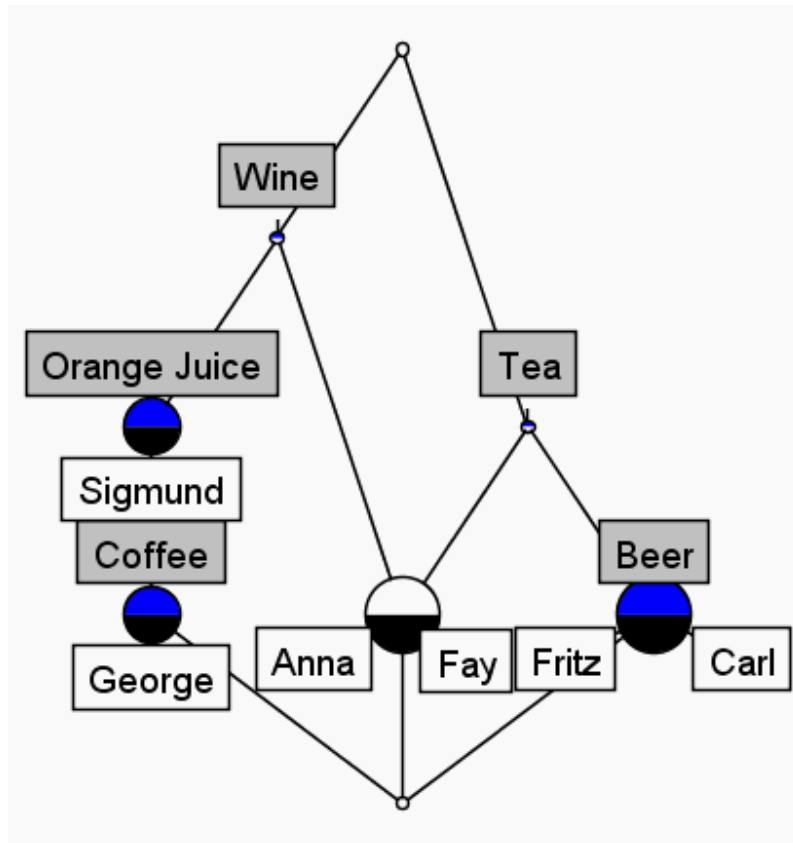 Wine
Orange Juice
Tea
Sigmund
Coffee
Beer
Anna
Fay
Fritz
Carl
George